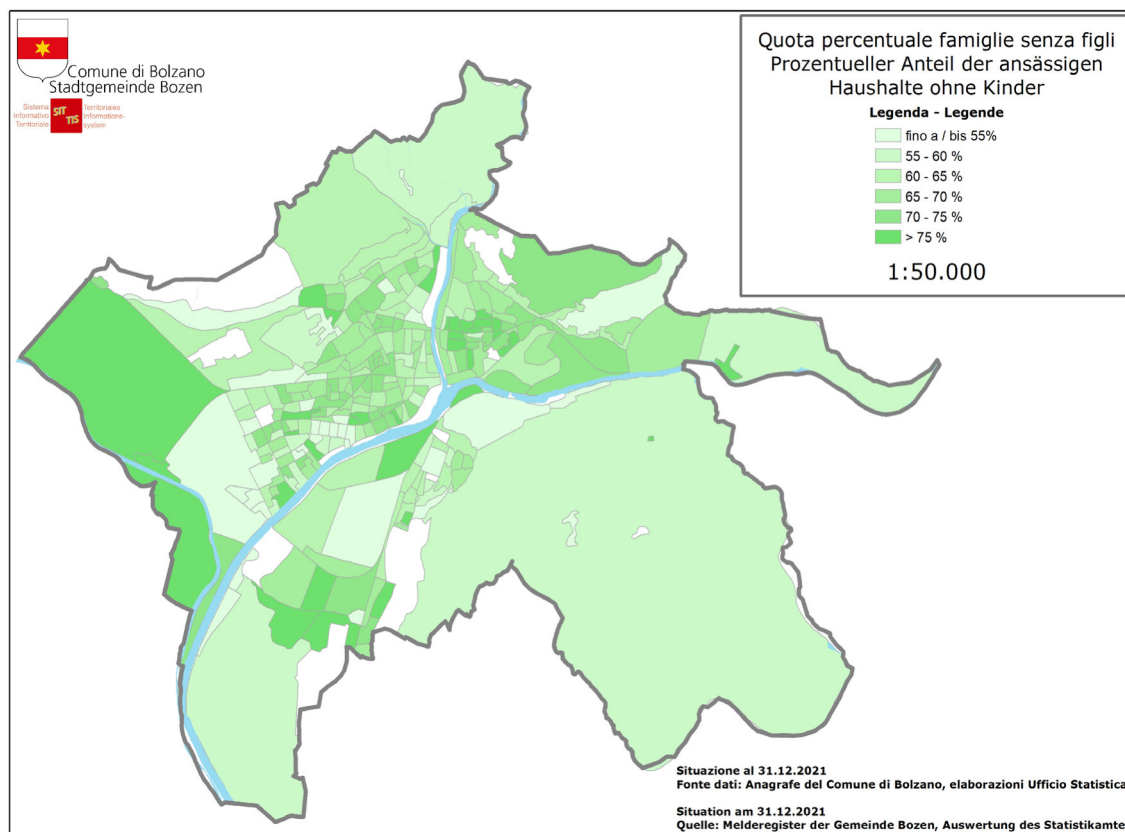 Comune di Bolzano
Stadtgemeinde Bozen
Sistema
Informativo
Territoriale
SIT
TIS
Territoriales
Informations-
system
Quota percentuale famiglie senza figli
Prozentueller Anteil der ansässigen
Haushalte ohne Kinder
Legenda - Legende
fino a / bis 55%
55 - 60 %
60 - 65 %
65 - 70 %
70 - 75 %
> 75 %
1:50.000
Situazione al 31.12.2021
Fonte dati: Anagrafe del Comune di Bolzano, elaborazioni Ufficio Statistica
Situation am 31.12.2021
Quelle: Melderegister der Gemeinde Bozen, Auswertung des Statistikamte